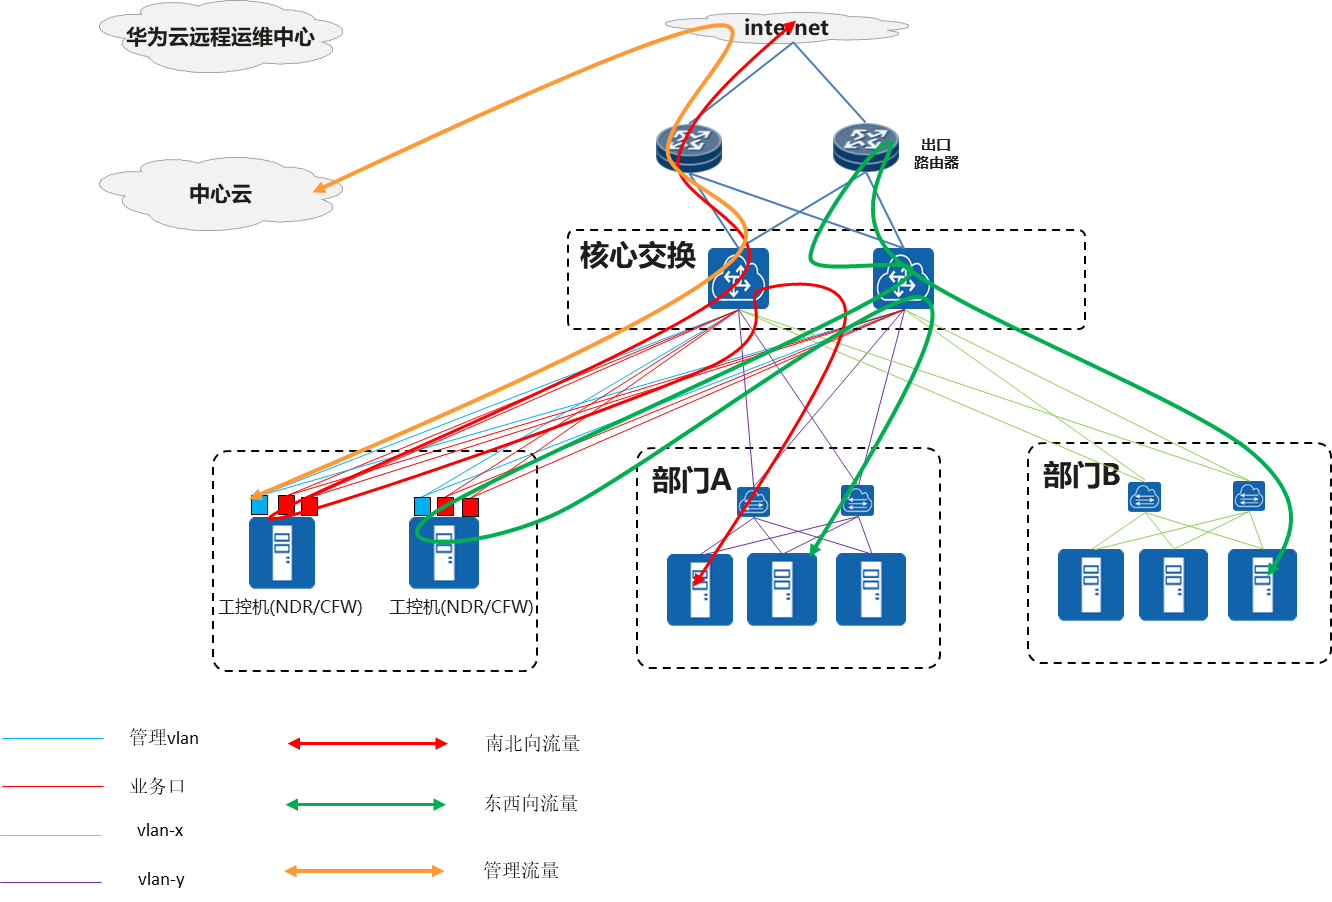 华为云远程运维中心
internet
出口
路由器
中心云
核心交换
部门A
部门B
工控机(NDR/CFW)
工控机(NDR/CFW)
管理vlan
南北向流量
业务口
东西向流量
vlan-x
管理流量
vlan-y